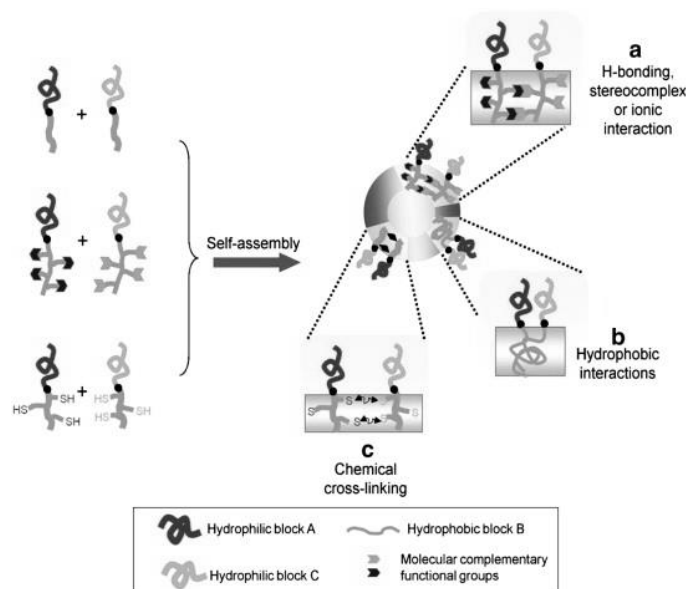 +
a
H-bonding,
stereocomplex
or ionic
interaction
+
Self-assembly
b
Hydrophobic
interactions
+
SH
HS
SH
HS
HS
SH
S
S
S
S
c
Chemical
cross-linking
Hydrophilic block A
Hydrophobic block B
Hydrophilic block C
Molecular complementary
functional groups